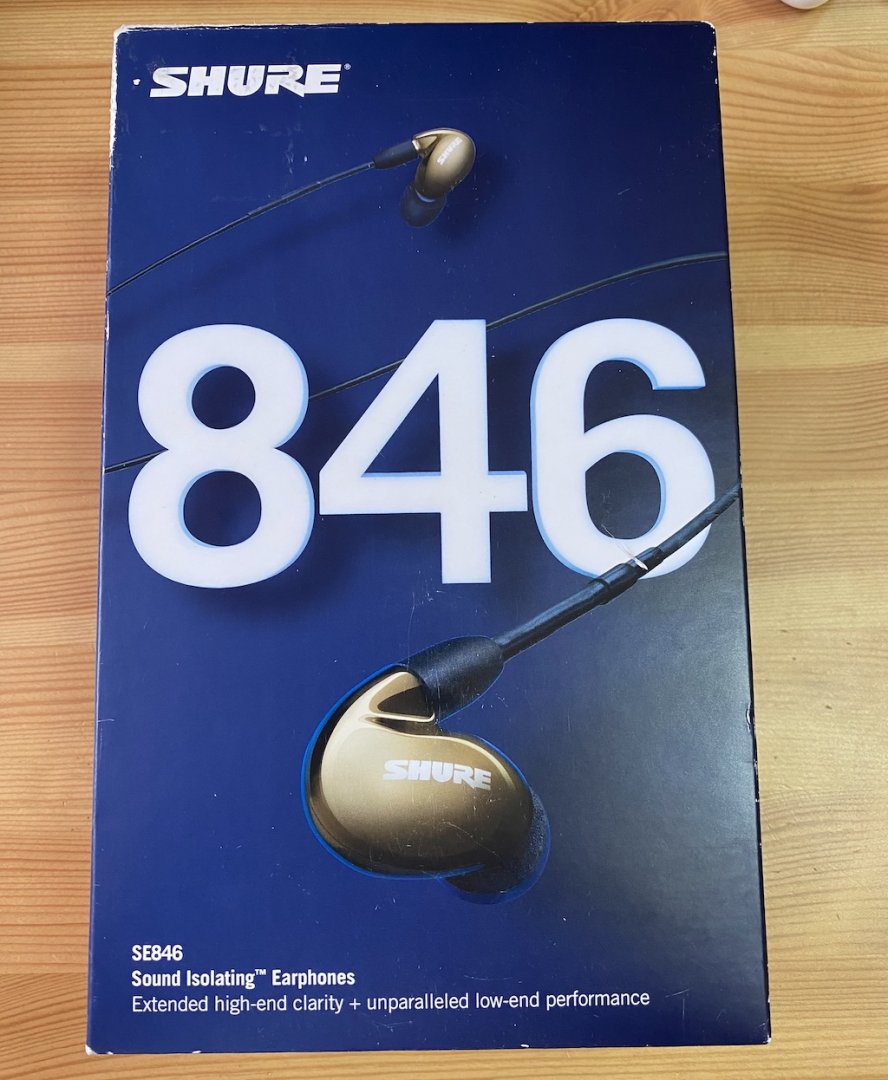 SHURE®
SHURE
846
SHURE
SE846
Sound Isolating™ Earphones
Extended high-end clarity + unparalleled low-end performance